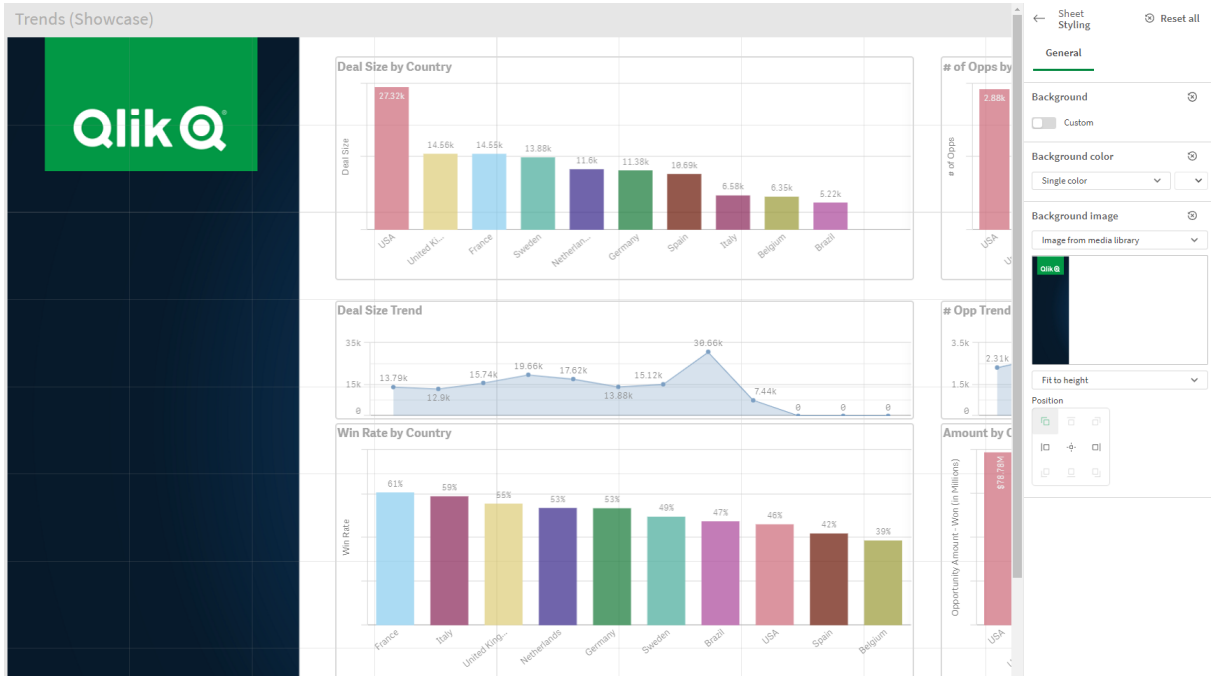 Trends (Showcase)
Qlik
Deal Size by Country
Deal Size
27.32k
14.56k
14.55k
13.88k
11.6k
11.38k
10.69k
6.58k
6.35k
5.22k
USA
United Ki...
France
Sweden
Netherlan...
Germany
Spain
Italy
Belgium
Brazil
# of Opps by
# of Opps
2.88k
USA
Deal Size Trend
35k
15k
0
13.79k
12.9k
15.74k
19.66k
17.62k
13.88k
15.12k
30.66k
7.44k
0
0
0
# Opp Trend
3.5k
1.5k
0
2.31k
Win Rate by Country
Win Rate
61%
59%
55%
53%
53%
49%
47%
46%
42%
39%
France
Italy
United King...
Netherlands
Germany
Sweden
Brazil
USA
Spain
Belgium
Amount by C
Opportunity Amount - Won (in Millions)
$78.78M
USA
Sheet
Styling
Reset all
General
Background
Custom
Background color
Single color
Background image
Image from media library
Qlik
Fit to height
Position